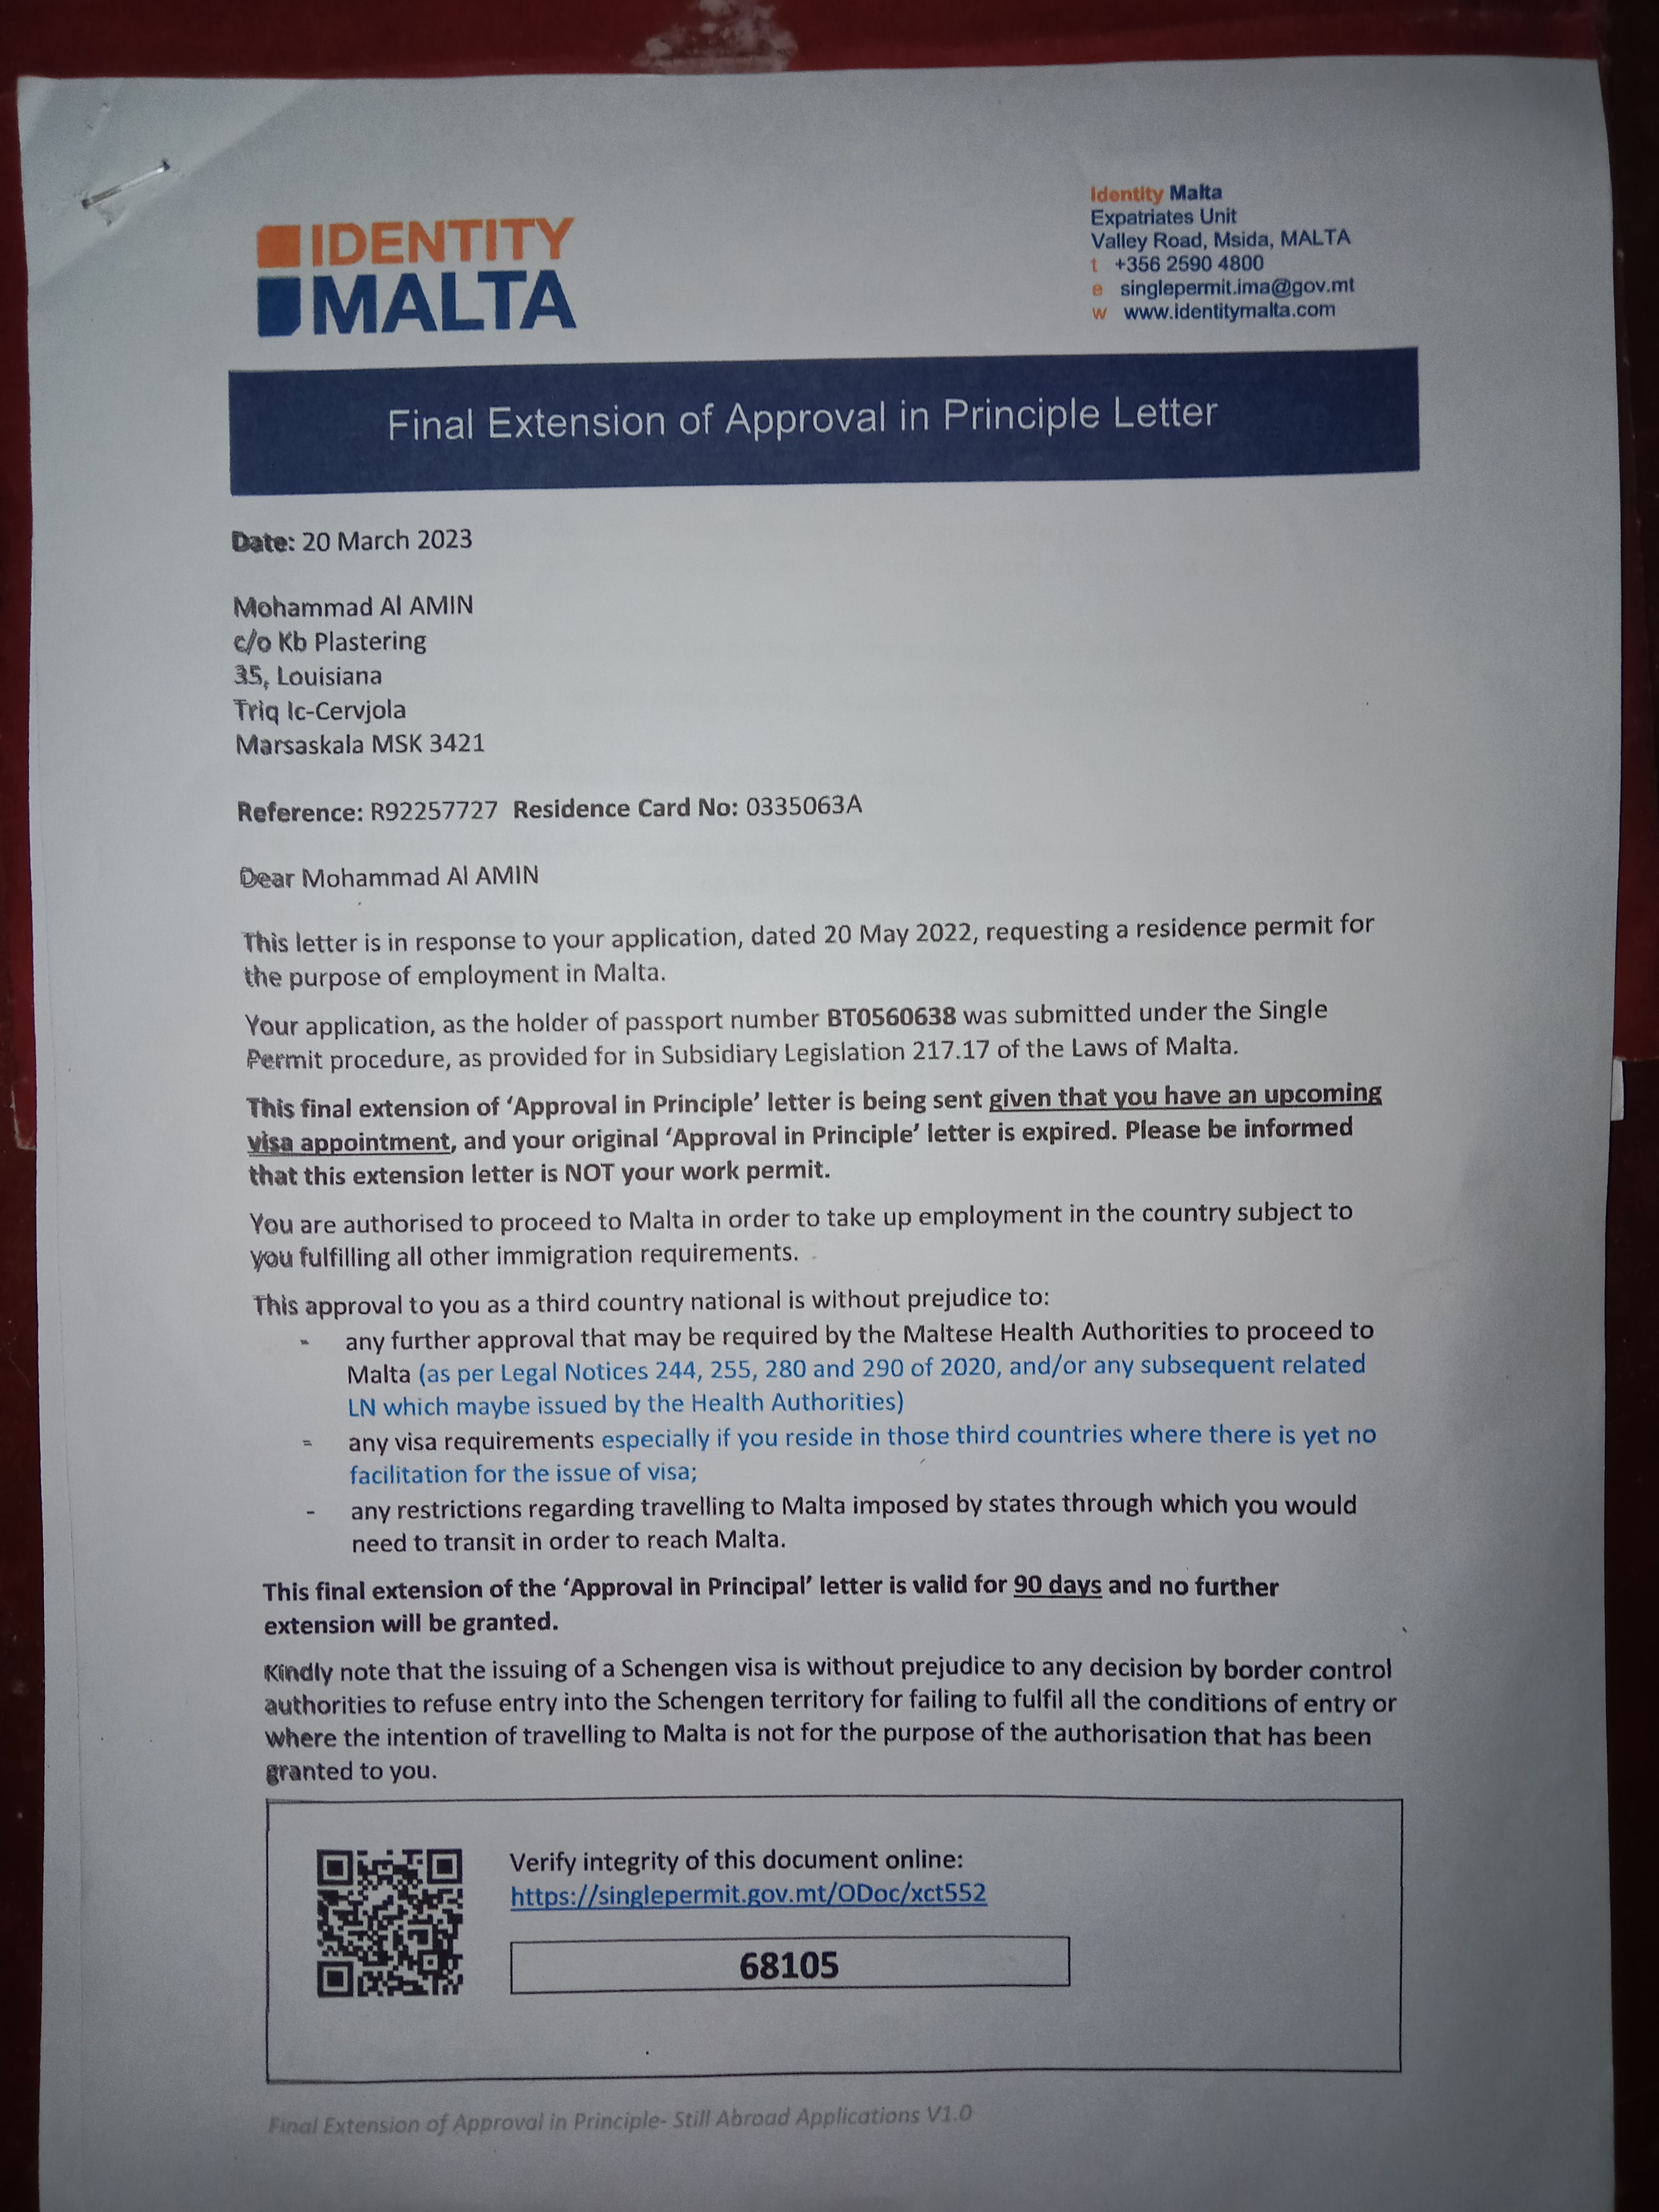 IDENTITY
MALTA
Identity Malta
Expatriates Unit
Valley Road, Msida, MALTA
t +356 2590 4800
e singlepermit.ima@gov.mt
w www.identitymalta.com
Final Extension of Approval in Principle Letter
Date: 20 March 2023
Mohammad Al AMIN
c/o Kb Plastering
35, Louisiana
Triq Ic-Cervjola
Marsaskala MSK 3421
Reference: R92257727 Residence Card No: 0335063A
Dear Mohammad Al AMIN
This letter is in response to your application, dated 20 May 2022, requesting a residence permit for
the purpose of employment in Malta.
Your application, as the holder of passport number BT0560638 was submitted under the Single
Permit procedure, as provided for in Subsidiary Legislation 217.17 of the Laws of Malta.
This final extension of ‘Approval in Principle’ letter is being sent given that you have an upcoming
visa appointment, and your original ‘Approval in Principle’ letter is expired. Please be informed
that this extension letter is NOT your work permit.
You are authorised to proceed to Malta in order to take up employment in the country subject to
you fulfilling all other immigration requirements.
This approval to you as a third country national is without prejudice to:
- any further approval that may be required by the Maltese Health Authorities to proceed to
Malta (as per Legal Notices 244, 255, 280 and 290 of 2020, and/or any subsequent related
LN which maybe issued by the Health Authorities)
- any visa requirements especially if you reside in those third countries where there is yet no
facilitation for the issue of visa;
- any restrictions regarding travelling to Malta imposed by states through which you would
need to transit in order to reach Malta.
This final extension of the ‘Approval in Principal’ letter is valid for 90 days and no further
extension will be granted.
Kindly note that the issuing of a Schengen visa is without prejudice to any decision by border control
authorities to refuse entry into the Schengen territory for failing to fulfil all the conditions of entry or
where the intention of travelling to Malta is not for the purpose of the authorisation that has been
granted to you.
Verify integrity of this document online:
https://singlepermit.gov.mt/ODoc/xct552
68105
Final Extension of Approval in Principle- Still Abroad Applications V1.0